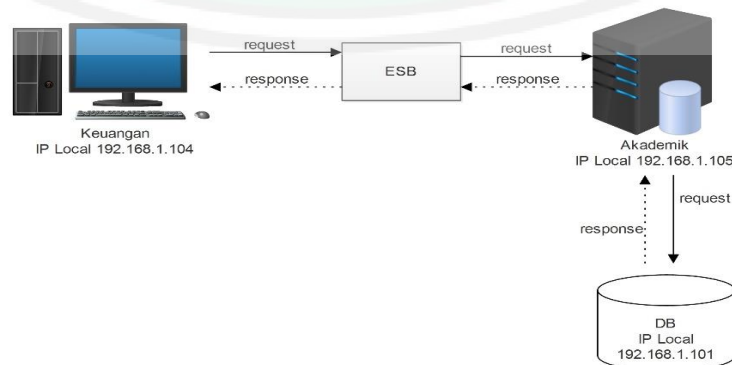 request
ESB
request
response
response
Keuangan
IP Local 192.168.1.104
Akademik
IP Local 192.168.1.105
request
response
DB
IP Local
192.168.1.101